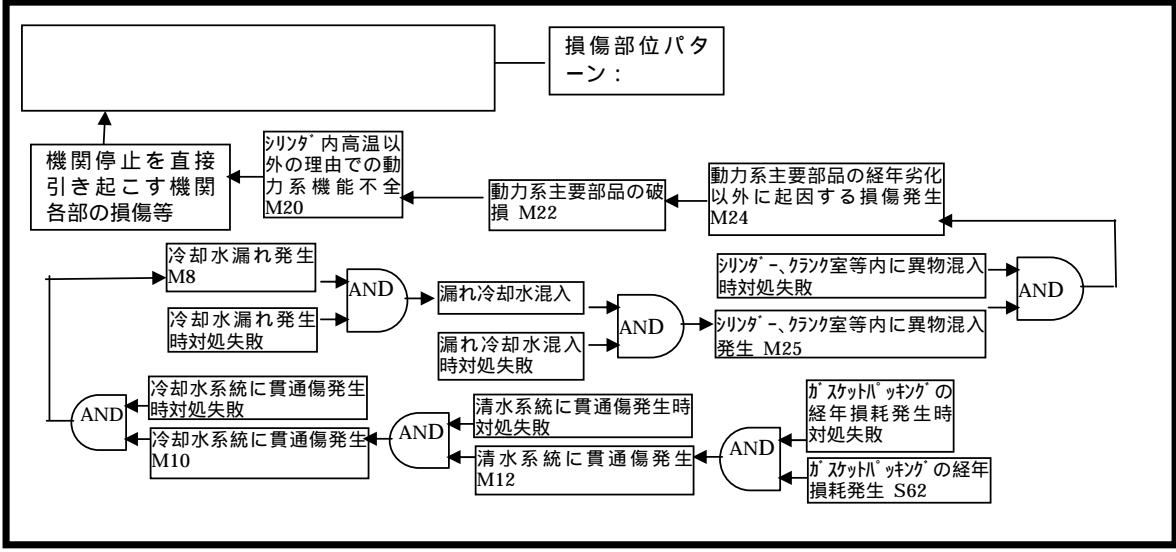 損傷部位パタ
ーン：
機関停止を直接
引き起こす機関
各部の損傷等
ｼﾘﾝﾀﾞ内高温以
外の理由での動
力系機能不全
M20
動力系主要部品の破
損 M22
動力系主要部品の経年劣化
以外に起因する損傷発生
M24
冷却水漏れ発生
M8
冷却水漏れ発生
時対処失敗
AND
漏れ冷却水混入
漏れ冷却水混入
時対処失敗
AND
ｼﾘﾝﾀﾞｰ、ｸﾗﾝｸ室等内に異物混入
時対処失敗
ｼﾘﾝﾀﾞｰ、ｸﾗﾝｸ室等内に異物混入
発生 M25
AND
AND
冷却水系統に貫通傷発生
時対処失敗
冷却水系統に貫通傷発生
M10
AND
清水系統に貫通傷発生時
対処失敗
清水系統に貫通傷発生
M12
AND
ｶﾞｽｹｯﾄﾊﾟｯｷﾝｸﾞの
経年損耗発生時
対処失敗
ｶﾞｽｹｯﾄﾊﾟｯｷﾝｸﾞの経年
損耗発生 S62